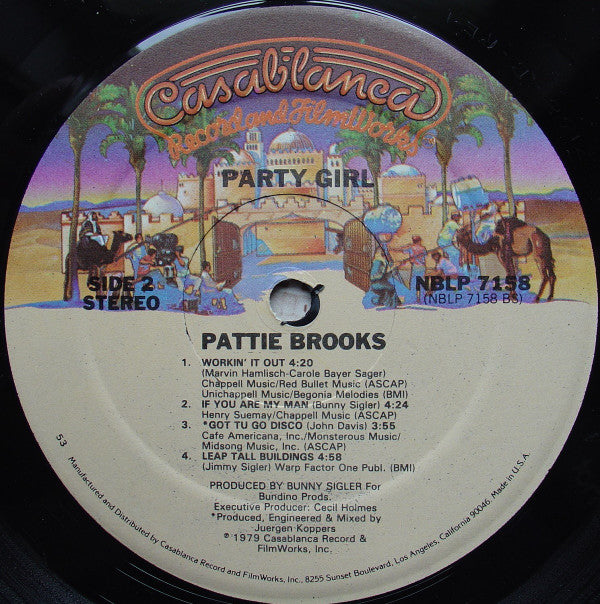 Casablanca
Record and FilmWorks
PARTY GIRL
SIDE 2
STEREO
NBLP 7158
(NBLP 7158 BS)
PATTIE BROOKS
1. WORKIN' IT OUT 4:20
(Marvin Hamlisch-Carole Bayer Sager)
Chappell Music/Red Bullet Music (ASCAP)
Unichappell Music/Begonia Melodies (BMI)
2. IF YOU ARE MY MAN (Bunny Sigler) 4:24
Henry Suemay/Chappell Music (ASCAP)
3. *GOT TU GO DISCO (John Davis) 3:55
Cafe Americana, Inc./Monsterous Music/
Midsong Music, Inc. (ASCAP)
4. LEAP TALL BUILDINGS 4:58
(Jimmy Sigler) Warp Factor One Publ. (BMI)
PRODUCED BY BUNNY SIGLER For
Bundino Prods.
Executive Producer: Cecil Holmes
*Produced, Engineered & Mixed by
Juergen Koppers
℗ 1979 Casablanca Record &
FilmWorks, Inc.
53
Manufactured and Distributed by Casablanca Record and FilmWorks, Inc., 8255 Sunset Boulevard, Los Angeles, California 90046. Made in U.S.A.